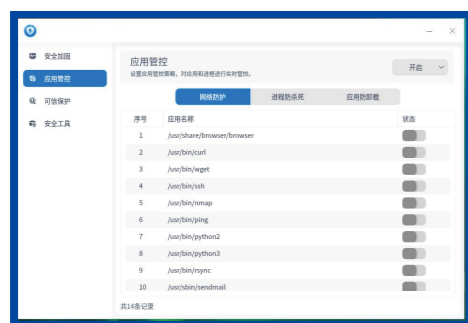 安全加固
应用管控
可信保护
安全工具
应用管控
设置应用管控策略，对应用和进程进行实时管控。
开启
网络防护 进程防杀死 应用防卸载
序号 应用名称 状态
1 /usr/share/browser/browser
2 /usr/bin/curl
3 /usr/bin/wget
4 /usr/bin/ssh
5 /usr/bin/nmap
6 /usr/bin/ping
7 /usr/bin/python2
8 /usr/bin/python3
9 /usr/bin/rsync
10 /usr/sbin/sendmail
共14条记录